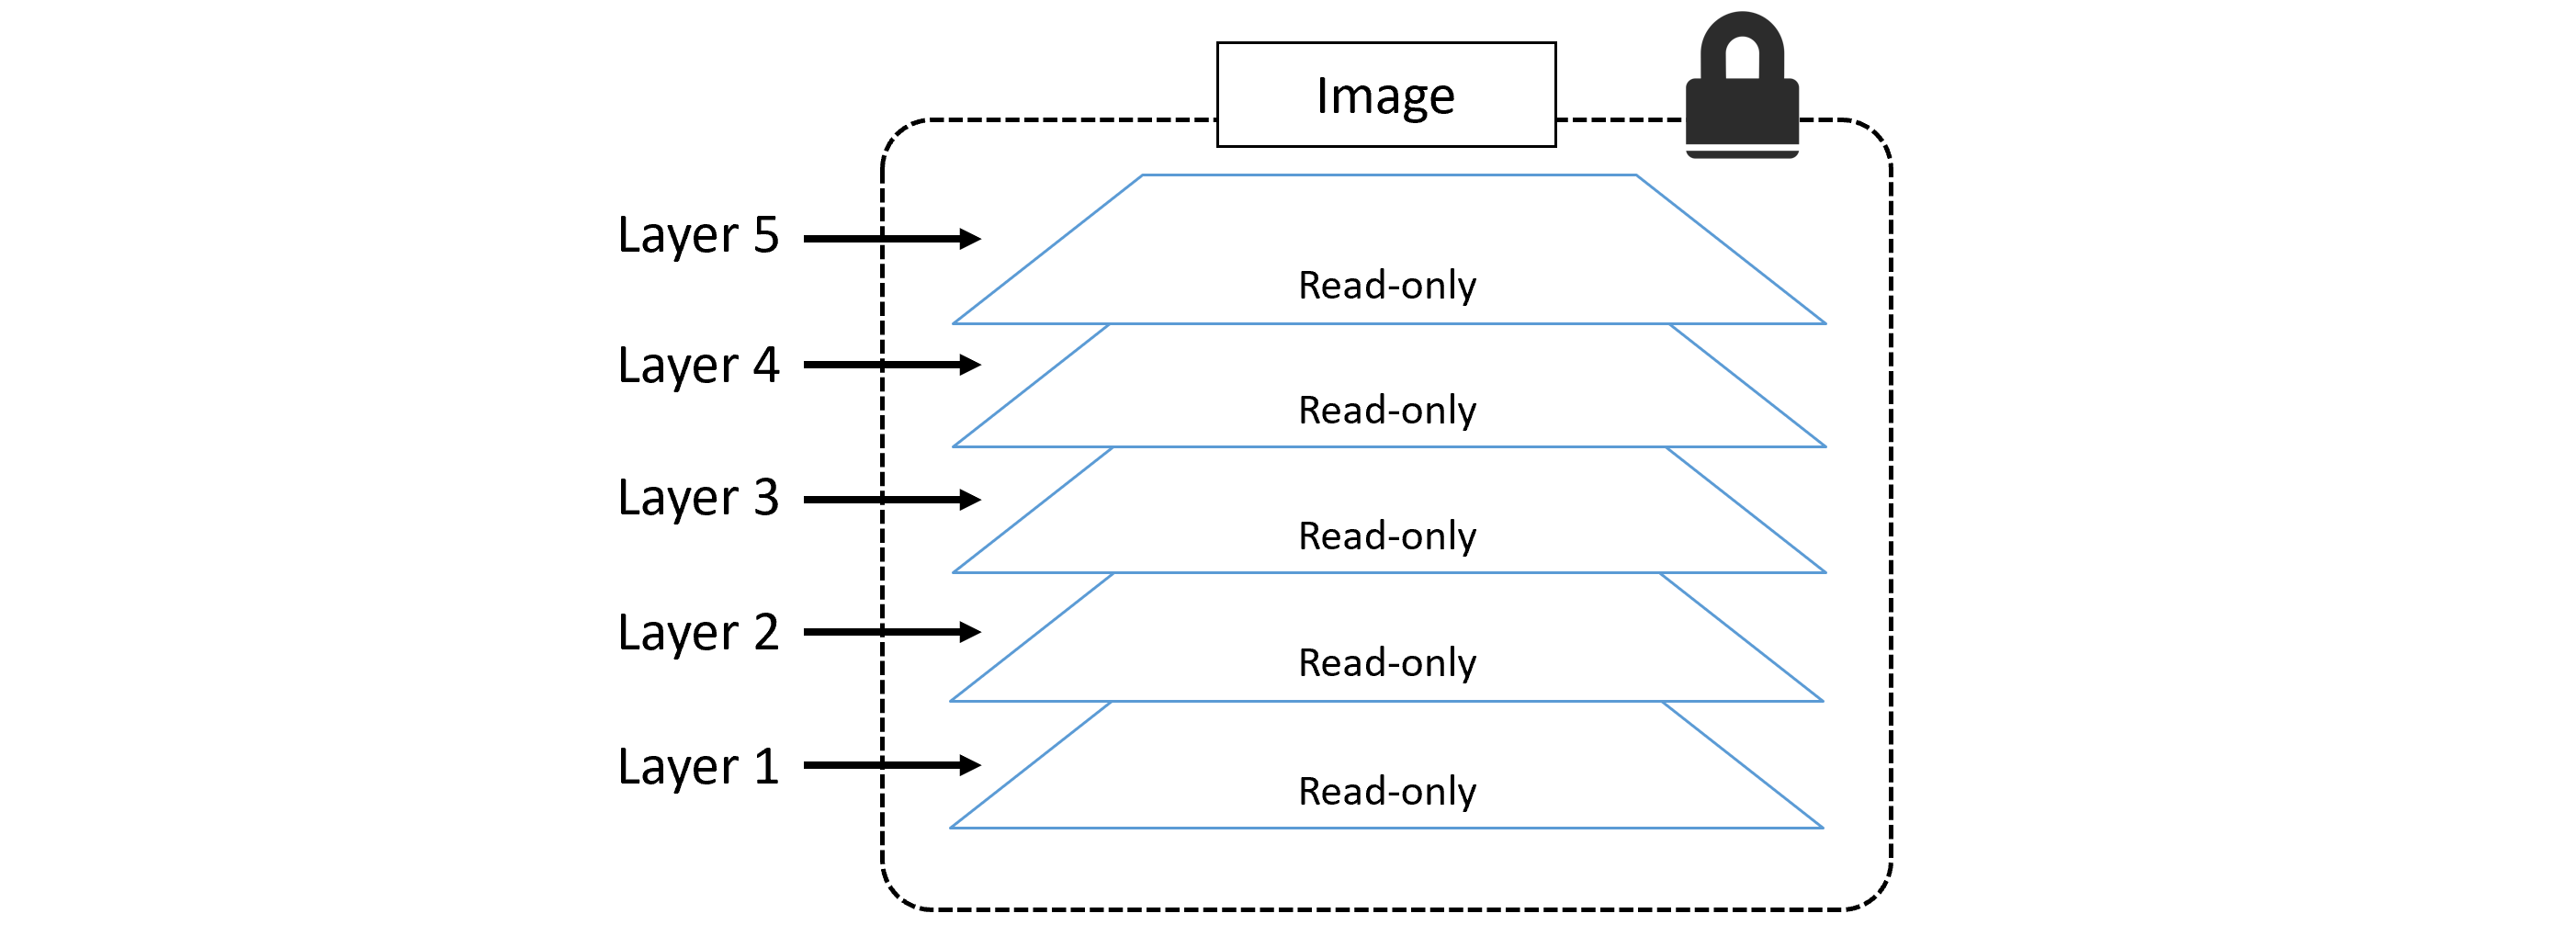 Image
Layer 5
Read-only
Layer 4
Read-only
Layer 3
Read-only
Layer 2
Read-only
Layer 1
Read-only